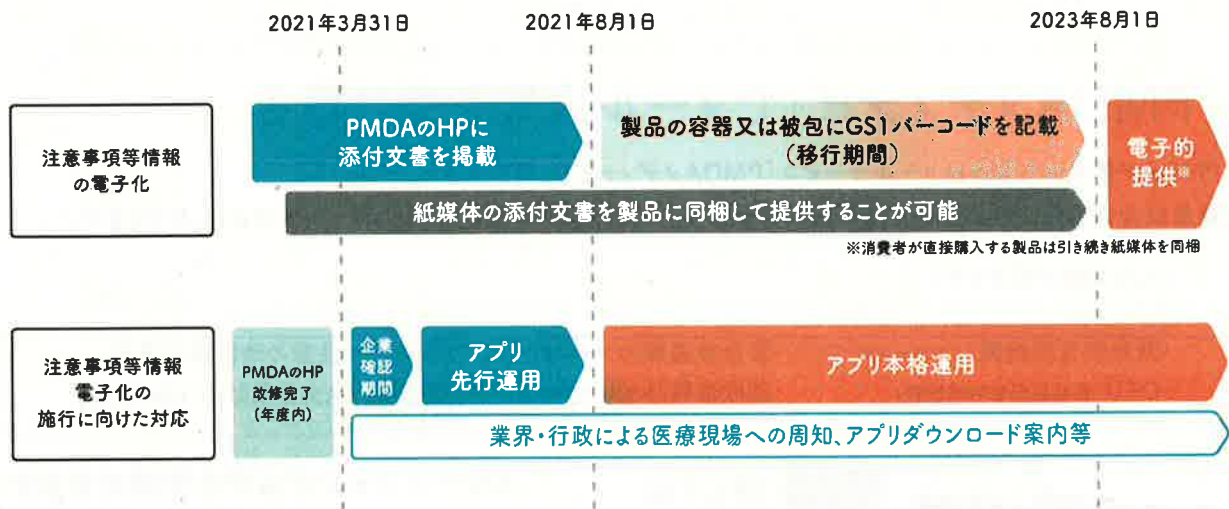 2021年3月31日
2021年8月1日
2023年8月1日
注意事項等情報
の電子化
PMDAのHPに
添付文書を掲載
製品の容器又は被包にGS1バーコードを記載
(移行期間)
電子的
提供※
紙媒体の添付文書を製品に同梱して提供することが可能
※消費者が直接購入する製品は引き続き紙媒体を同梱
注意事項等情報
電子化の
施行に向けた対応
PMDAのHP
改修完了
(年度内)
企業
確認
期間
アプリ
先行運用
アプリ本格運用
業界・行政による医療現場への周知、アプリダウンロード案内等